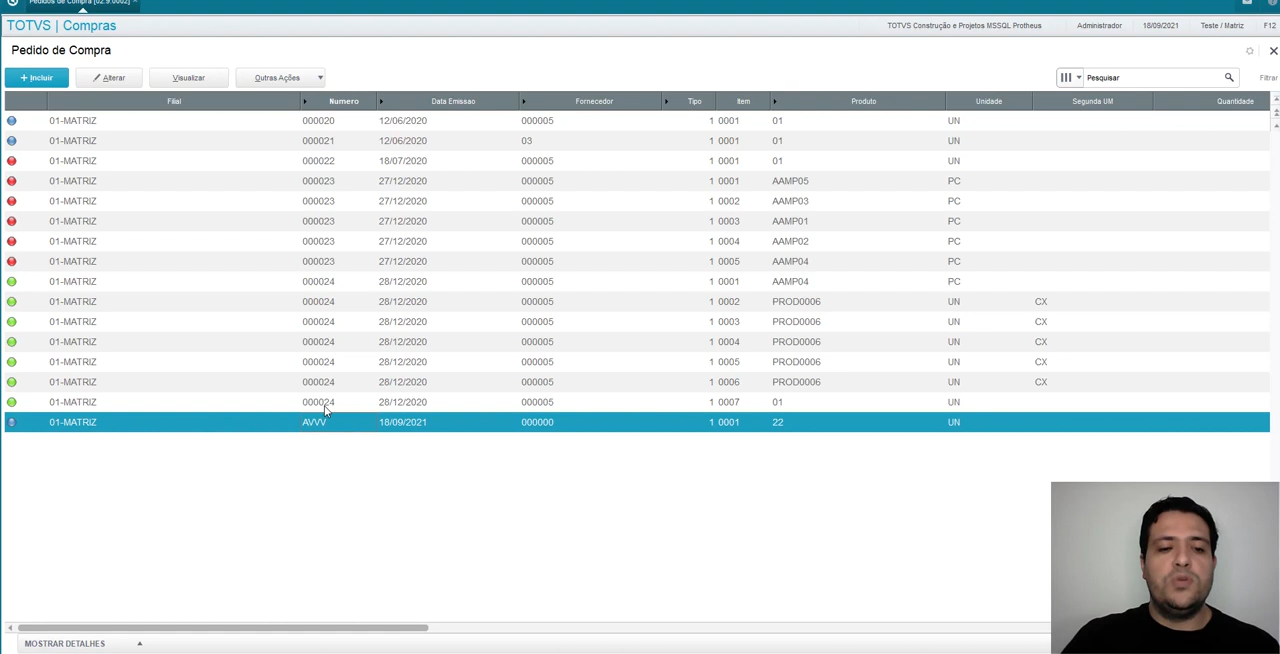 Pedidos de Compra [02.9.0002]
TOTVS | Compras TOTVS Construção e Projetos MSSQL Protheus Administrador 18/09/2021 Teste / Matriz F12
Pedido de Compra
+ Incluir Alterar Visualizar Outras Ações Pesquisar Filtrar
Filial Numero Data Emissao Fornecedor Tipo Item Produto Unidade Segunda UM Quantidade
01-MATRIZ 000020 12/06/2020 000005 1 0001 01 UN
01-MATRIZ 000021 12/06/2020 03 1 0001 01 UN
01-MATRIZ 000022 18/07/2020 000005 1 0001 01 UN
01-MATRIZ 000023 27/12/2020 000005 1 0001 AAMP05 PC
01-MATRIZ 000023 27/12/2020 000005 1 0002 AAMP03 PC
01-MATRIZ 000023 27/12/2020 000005 1 0003 AAMP01 PC
01-MATRIZ 000023 27/12/2020 000005 1 0004 AAMP02 PC
01-MATRIZ 000023 27/12/2020 000005 1 0005 AAMP04 PC
01-MATRIZ 000024 28/12/2020 000005 1 0001 AAMP04 PC
01-MATRIZ 000024 28/12/2020 000005 1 0002 PROD0006 UN CX
01-MATRIZ 000024 28/12/2020 000005 1 0003 PROD0006 UN CX
01-MATRIZ 000024 28/12/2020 000005 1 0004 PROD0006 UN CX
01-MATRIZ 000024 28/12/2020 000005 1 0005 PROD0006 UN CX
01-MATRIZ 000024 28/12/2020 000005 1 0006 PROD0006 UN CX
01-MATRIZ 000024 28/12/2020 000005 1 0007 01 UN
01-MATRIZ AVVV 18/09/2021 000000 1 0001 22 UN
MOSTRAR DETALHES